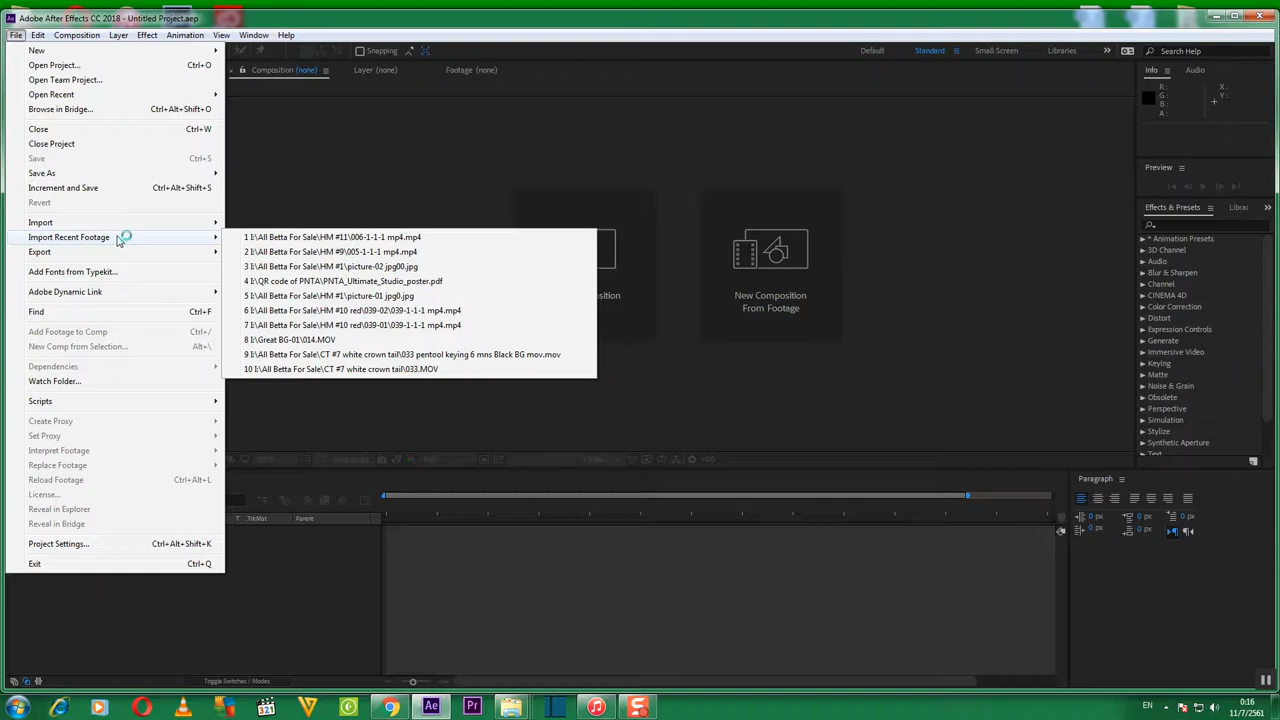 Adobe After Effects CC 2018 - Untitled Project.aep
File Edit Composition Layer Effect Animation View Window Help
Snapping Default Standard Small Screen Libraries » Search Help
Composition (none) Layer (none) Footage (none)
New
Open Project... Ctrl+O
Open Team Project...
Open Recent
Browse in Bridge... Ctrl+Alt+Shift+O
Close Ctrl+W
Close Project
Save Ctrl+S
Save As
Increment and Save Ctrl+Alt+Shift+S
Revert
Import
Import Recent Footage
Export
Add Fonts from Typekit...
Adobe Dynamic Link
Find Ctrl+F
Add Footage to Comp Ctrl+/
New Comp from Selection... Alt+\
Dependencies
Watch Folder...
Scripts
Create Proxy
Set Proxy
Interpret Footage
Replace Footage
Reload Footage Ctrl+Alt+L
License...
Reveal in Explorer
Reveal in Bridge
Project Settings... Ctrl+Alt+Shift+K
Exit Ctrl+Q
1 I:\All Betta For Sale\HM #11\006-1-1-1 mp4.mp4
2 I:\All Betta For Sale\HM #9\005-1-1-1 mp4.mp4
3 I:\All Betta For Sale\HM #1\picture-02 jpg00.jpg
4 I:\QR code of PNTA\PNTA_Ultimate_Studio_poster.pdf
5 I:\All Betta For Sale\HM #1\picture-01 jpg0.jpg
6 I:\All Betta For Sale\HM #10 red\039-02\039-1-1-1 mp4.mp4
7 I:\All Betta For Sale\HM #10 red\039-01\039-1-1-1 mp4.mp4
8 I:\Great BG-01\014.MOV
9 I:\All Betta For Sale\CT #7 white crown tail\033 pentool keying 6 mns Black BG mov.mov
10 I:\All Betta For Sale\CT #7 white crown tail\033.MOV
New Composition
From Footage
Info Audio
R : X :
G : Y :
B :
A :
Preview
Effects & Presets Librar »
* Animation Presets
3D Channel
Audio
Blur & Sharpen
Channel
CINEMA 4D
Color Correction
Distort
Expression Controls
Generate
Immersive Video
Keying
Matte
Noise & Grain
Obsolete
Perspective
Simulation
Stylize
Synthetic Aperture
Text
Paragraph
0 px 0 px 0 px
0 px 0 px
T .TrkMat Parent
Toggle Switches / Modes
EN 0:16
11/7/2561